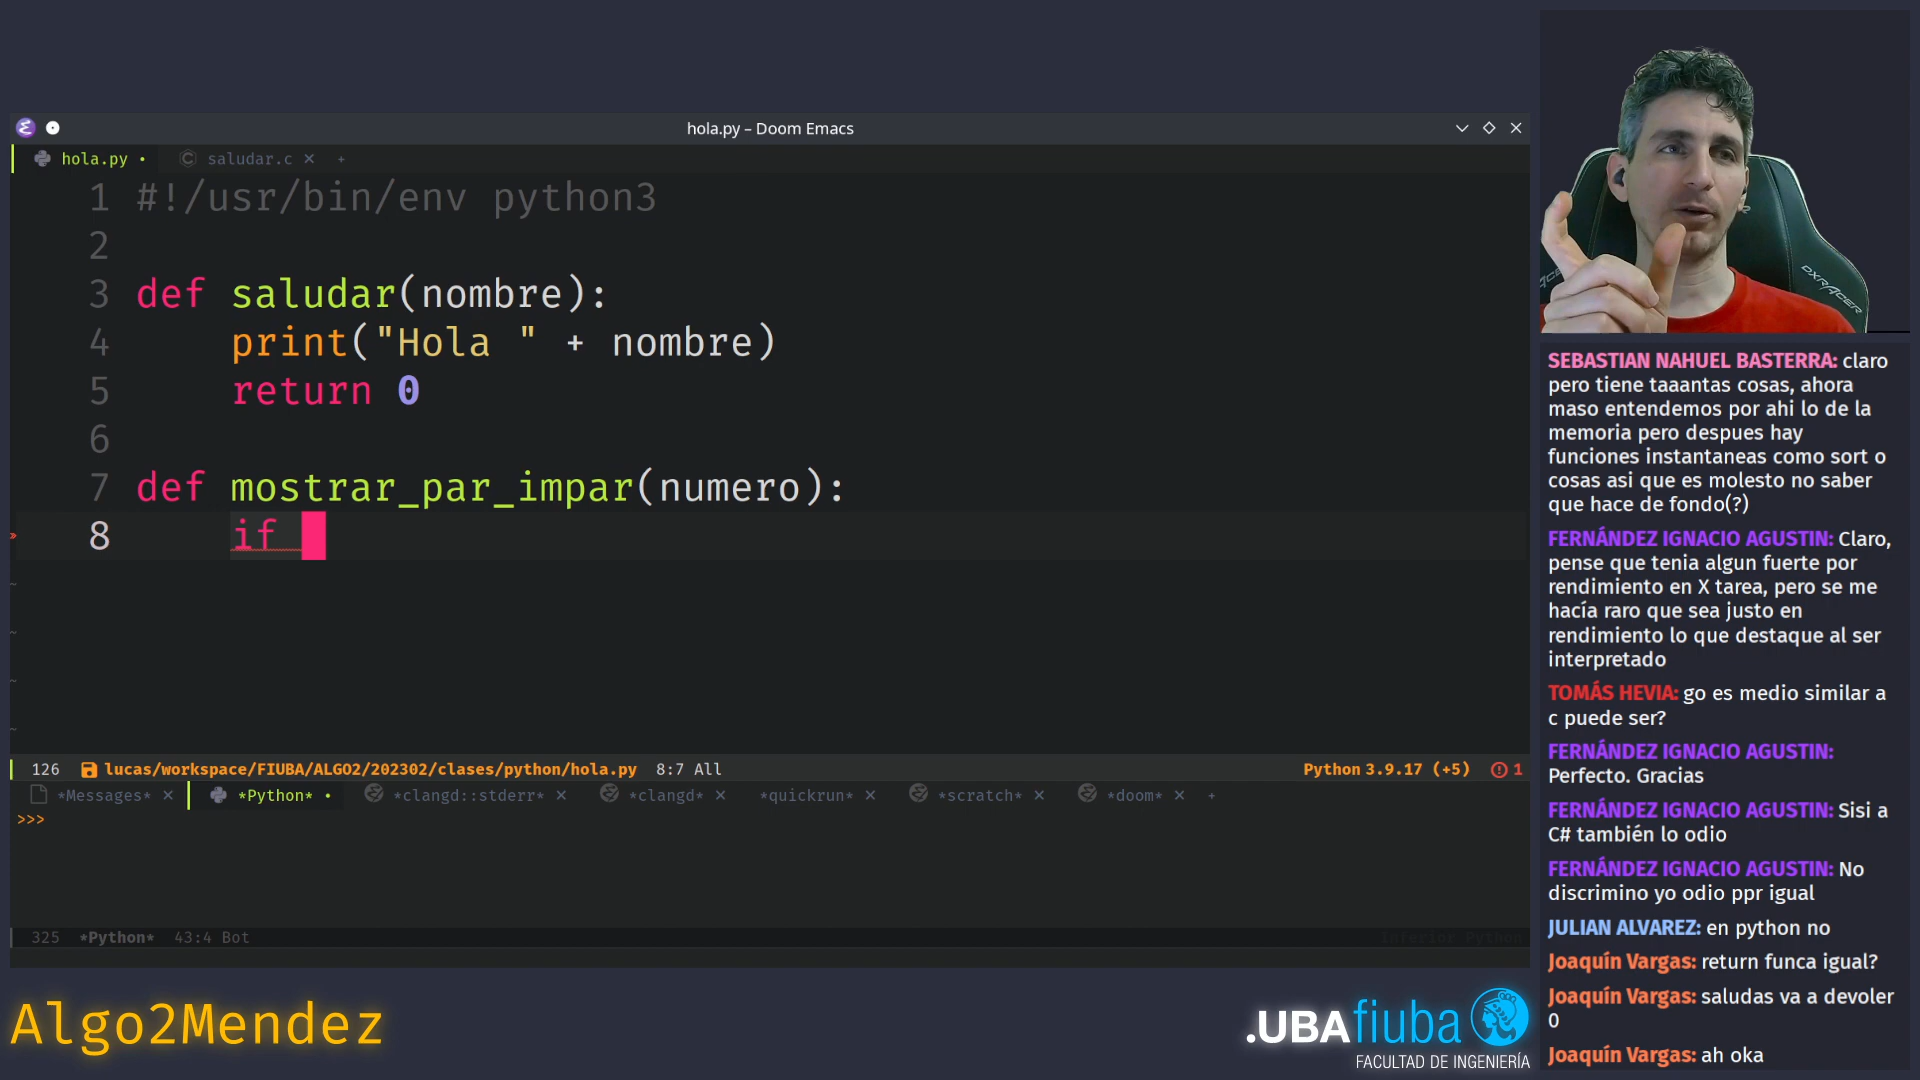 hola.py – Doom Emacs
hola.py • saludar.c × +
1 #!/usr/bin/env python3
2
3 def saludar(nombre):
4 print("Hola " + nombre)
5 return 0
6
7 def mostrar_par_impar(numero):
8 if
126 lucas/workspace/FIUBA/ALGO2/202302/clases/python/hola.py 8:7 All Python 3.9.17 (+5) 1
*Messages* × *Python* • *clangd::stderr* × *clangd* × *quickrun* × *scratch* × *doom* × +
>>>
325 *Python* 43:4 Bot Inferior Python
Algo2Mendez
.UBAfiuba
FACULTAD DE INGENIERÍA
DXRACER
SEBASTIAN NAHUEL BASTERRA: claro
pero tiene taaantas cosas, ahora
maso entendemos por ahi lo de la
memoria pero despues hay
funciones instantaneas como sort o
cosas asi que es molesto no saber
que hace de fondo(?)
FERNÁNDEZ IGNACIO AGUSTIN: Claro,
pense que tenia algun fuerte por
rendimiento en X tarea, pero se me
hacía raro que sea justo en
rendimiento lo que destaque al ser
interpretado
TOMÁS HEVIA: go es medio similar a
c puede ser?
FERNÁNDEZ IGNACIO AGUSTIN:
Perfecto. Gracias
FERNÁNDEZ IGNACIO AGUSTIN: Sisi a
C# también lo odio
FERNÁNDEZ IGNACIO AGUSTIN: No
discrimino yo odio ppr igual
JULIAN ALVAREZ: en python no
Joaquín Vargas: return funca igual?
Joaquín Vargas: saludas va a devoler
0
Joaquín Vargas: ah oka